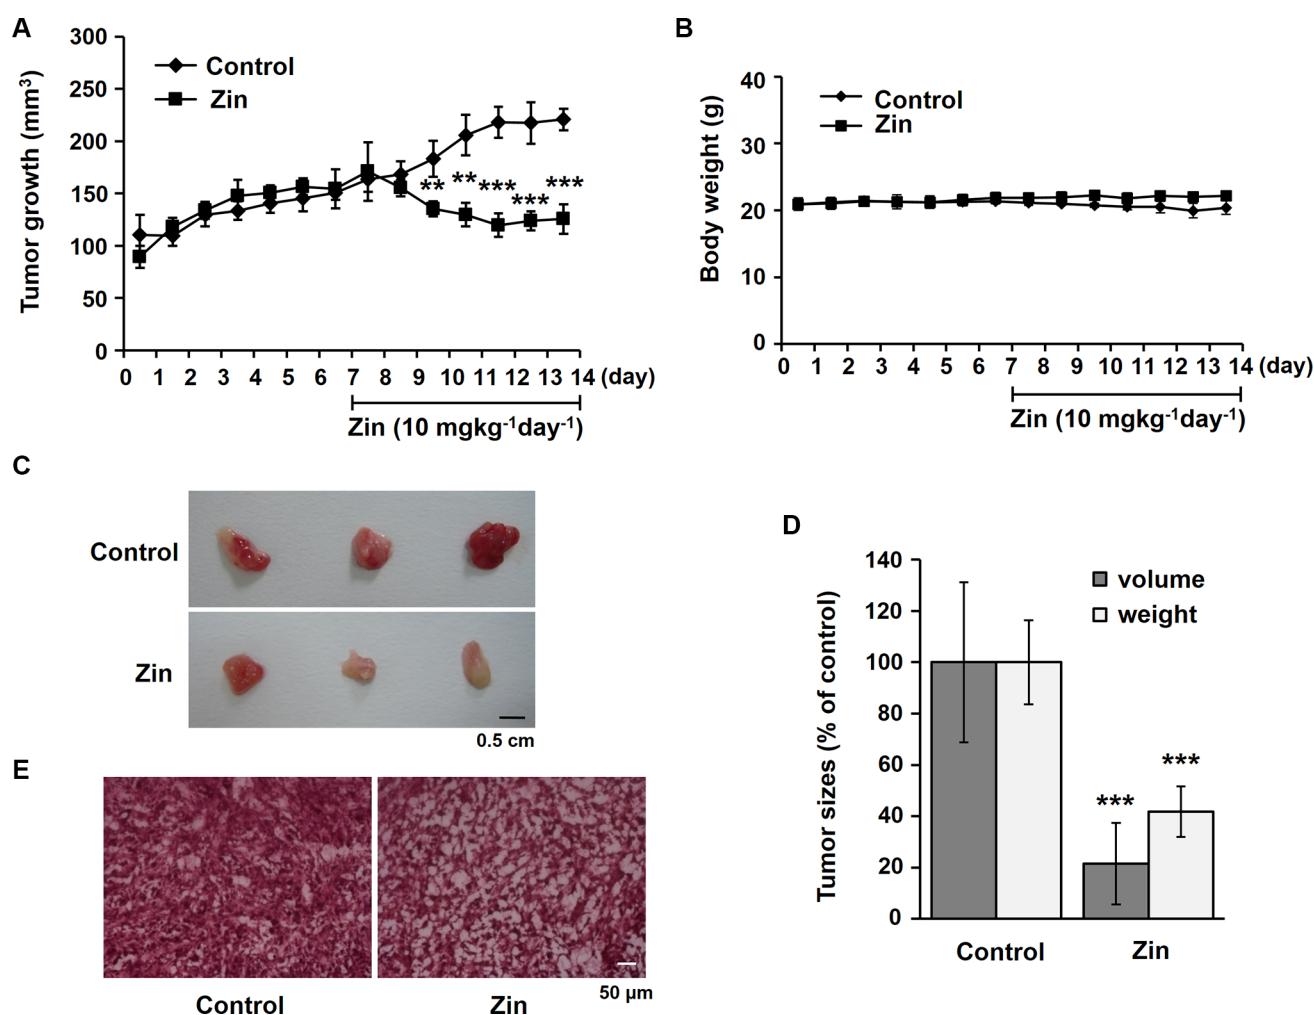 A
Tumor growth (mm³)
300
250
200
150
100
50
0
Control
Zin
**
**
***
***
***
0 1 2 3 4 5 6 7 8 9 10 11 12 13 14 (day)
Zin (10 mgkg⁻¹day⁻¹)
B
Body weight (g)
40
30
20
10
0
Control
Zin
0 1 2 3 4 5 6 7 8 9 10 11 12 13 14 (day)
Zin (10 mgkg⁻¹day⁻¹)
C
Control
Zin
0.5 cm
D
Tumor sizes (% of control)
140
120
100
80
60
40
20
0
volume
weight
***
***
Control Zin
E
50 μm
Control Zin